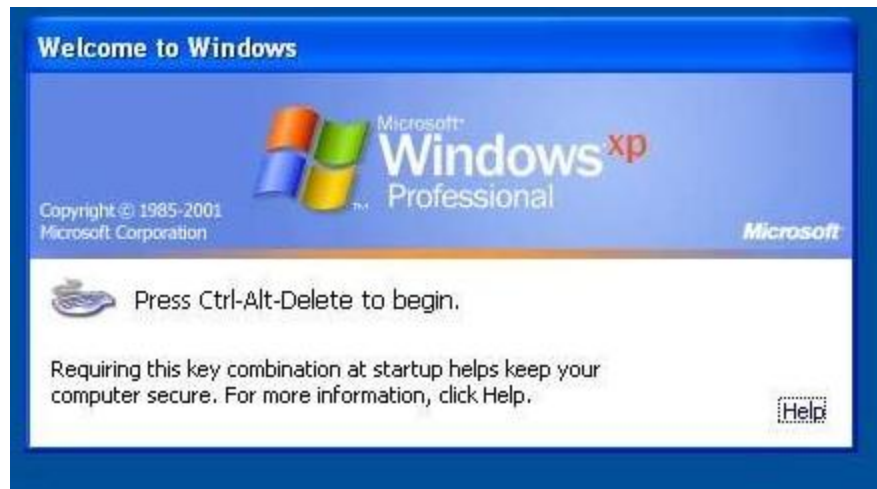 Welcome to Windows
Microsoft®
Windows xp
Professional
Copyright © 1985-2001
Microsoft Corporation
Microsoft
Press Ctrl-Alt-Delete to begin.
Requiring this key combination at startup helps keep your
computer secure. For more information, click Help.
Help